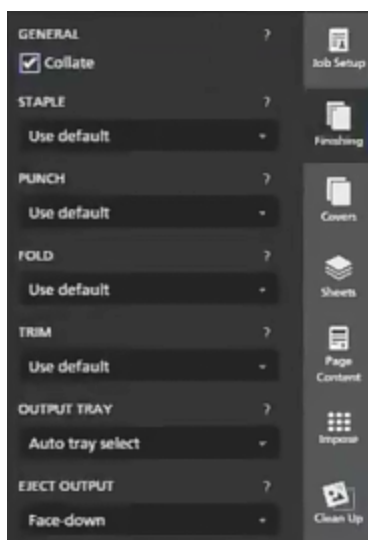 GENERAL ?
Collate
STAPLE ?
Use default
PUNCH ?
Use default
FOLD ?
Use default
TRIM ?
Use default
OUTPUT TRAY ?
Auto tray select
EJECT OUTPUT ?
Face-down
Job Setup
Finishing
Covers
Sheets
Page
Content
Impose
Clean Up